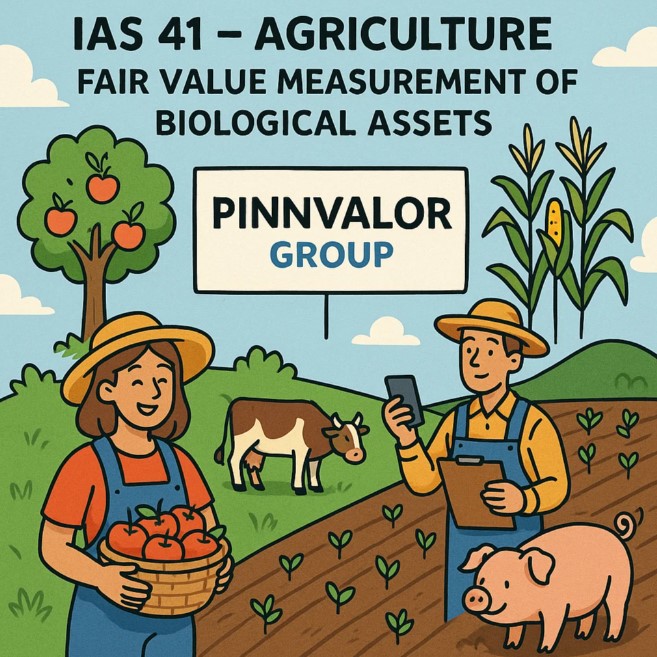 IAS 41 – AGRICULTURE
FAIR VALUE MEASUREMENT OF
BIOLOGICAL ASSETS
PINNVALOR
GROUP